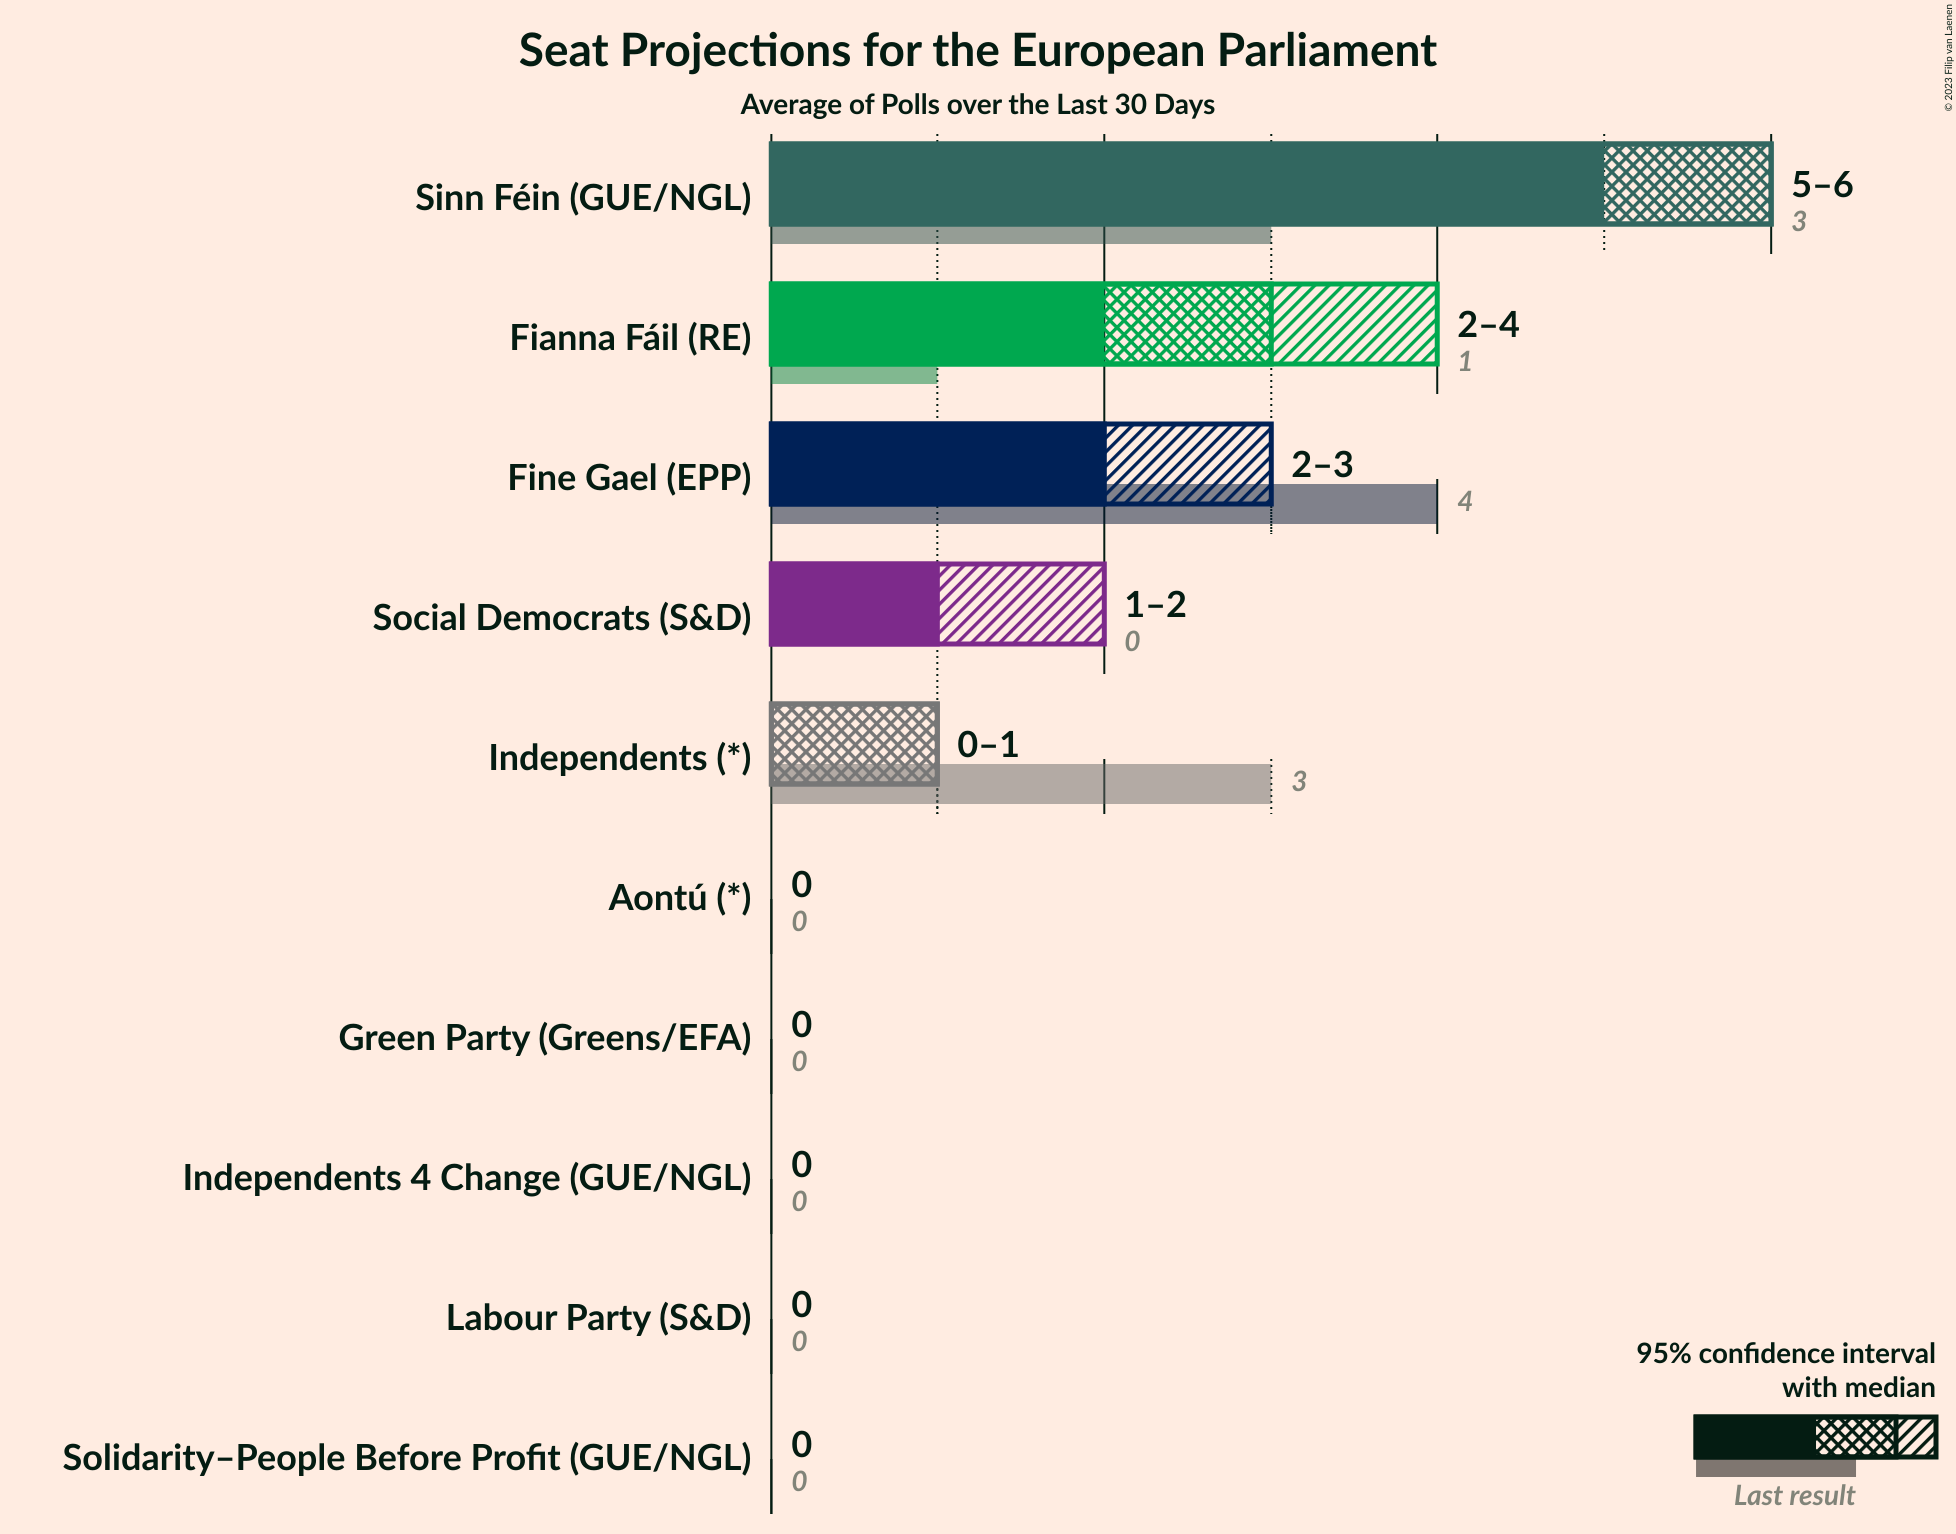 Seat Projections for the European Parliament
Average of Polls over the Last 30 Days
© 2023 Filip van Laenen
Sinn Féin (GUE/NGL)
5–6
3
Fianna Fáil (RE)
2–4
1
Fine Gael (EPP)
2–3
4
Social Democrats (S&D)
1–2
0
Independents (*)
0–1
3
Aontú (*)
0
0
Green Party (Greens/EFA)
0
0
Independents 4 Change (GUE/NGL)
0
0
Labour Party (S&D)
0
0
Solidarity–People Before Profit (GUE/NGL)
0
0
95% confidence interval
with median
Last result